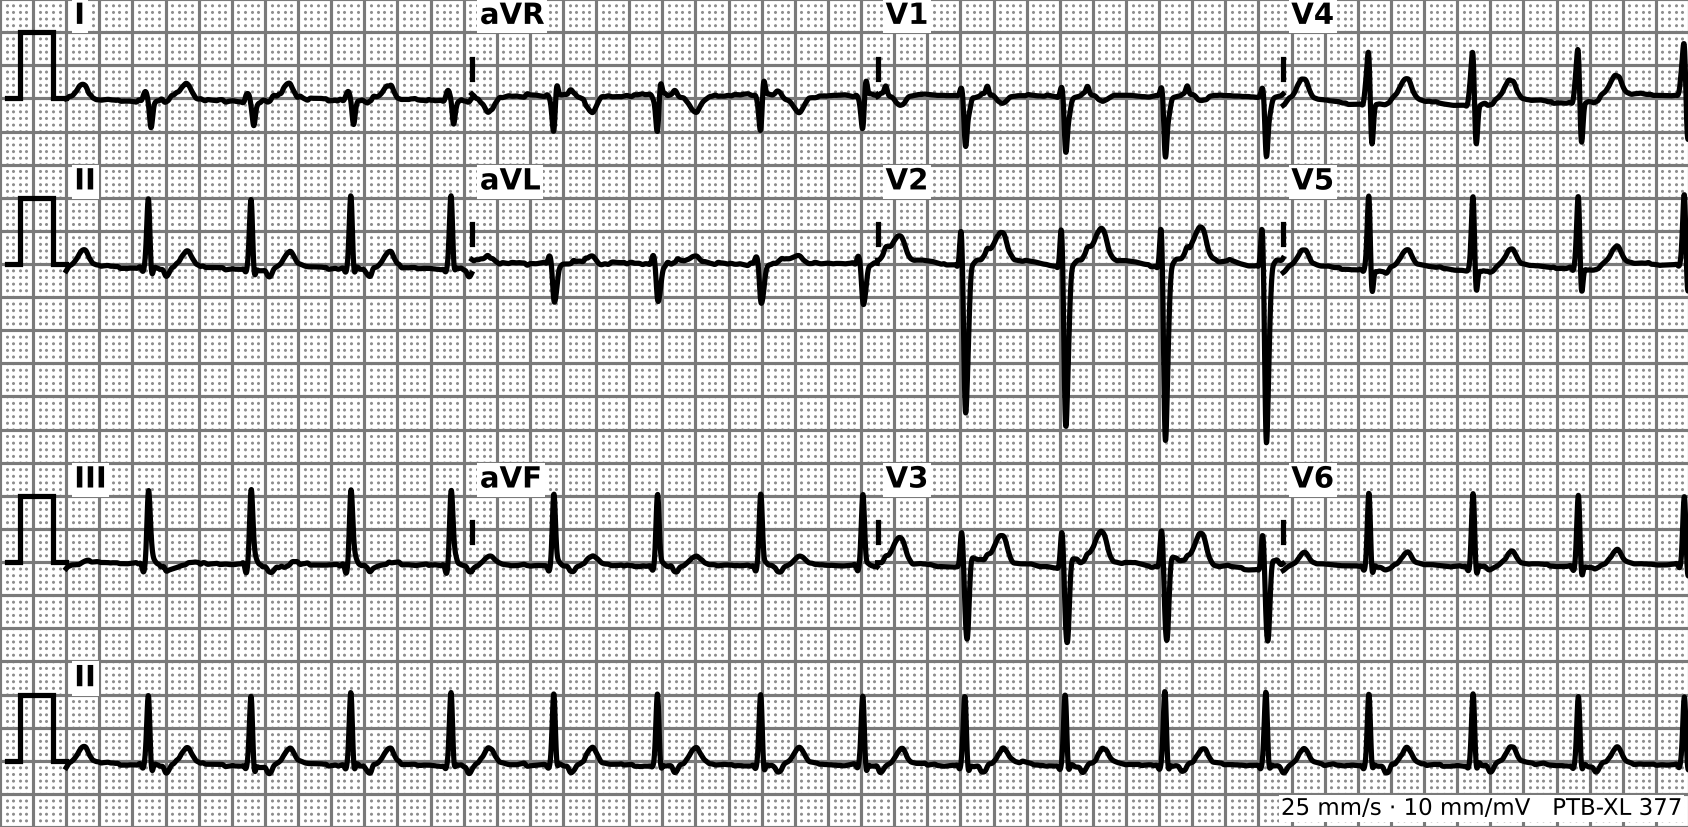 I aVR V1 V4
II aVL V2 V5
III aVF V3 V6
II
25 mm/s · 10 mm/mV PTB-XL 377